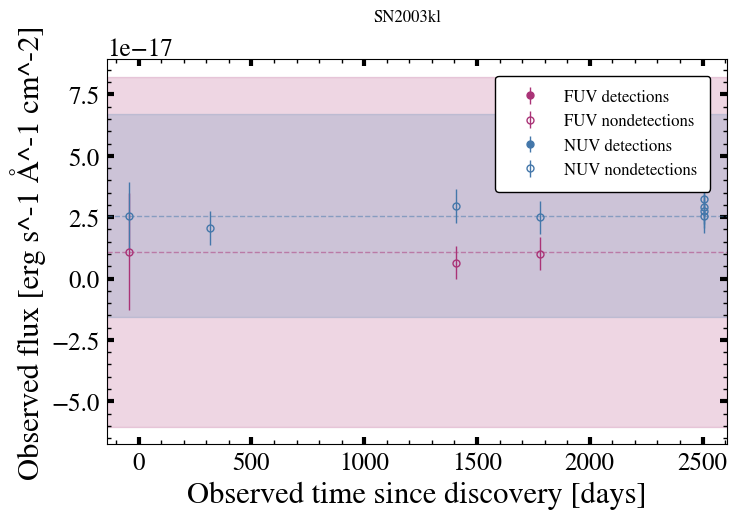 SN2003kl
1e−17
Observed flux [erg s^-1 Å^-1 cm^-2]
7.5
5.0
2.5
0.0
−2.5
−5.0
FUV detections
FUV nondetections
NUV detections
NUV nondetections
0
500
1000
1500
2000
2500
Observed time since discovery [days]